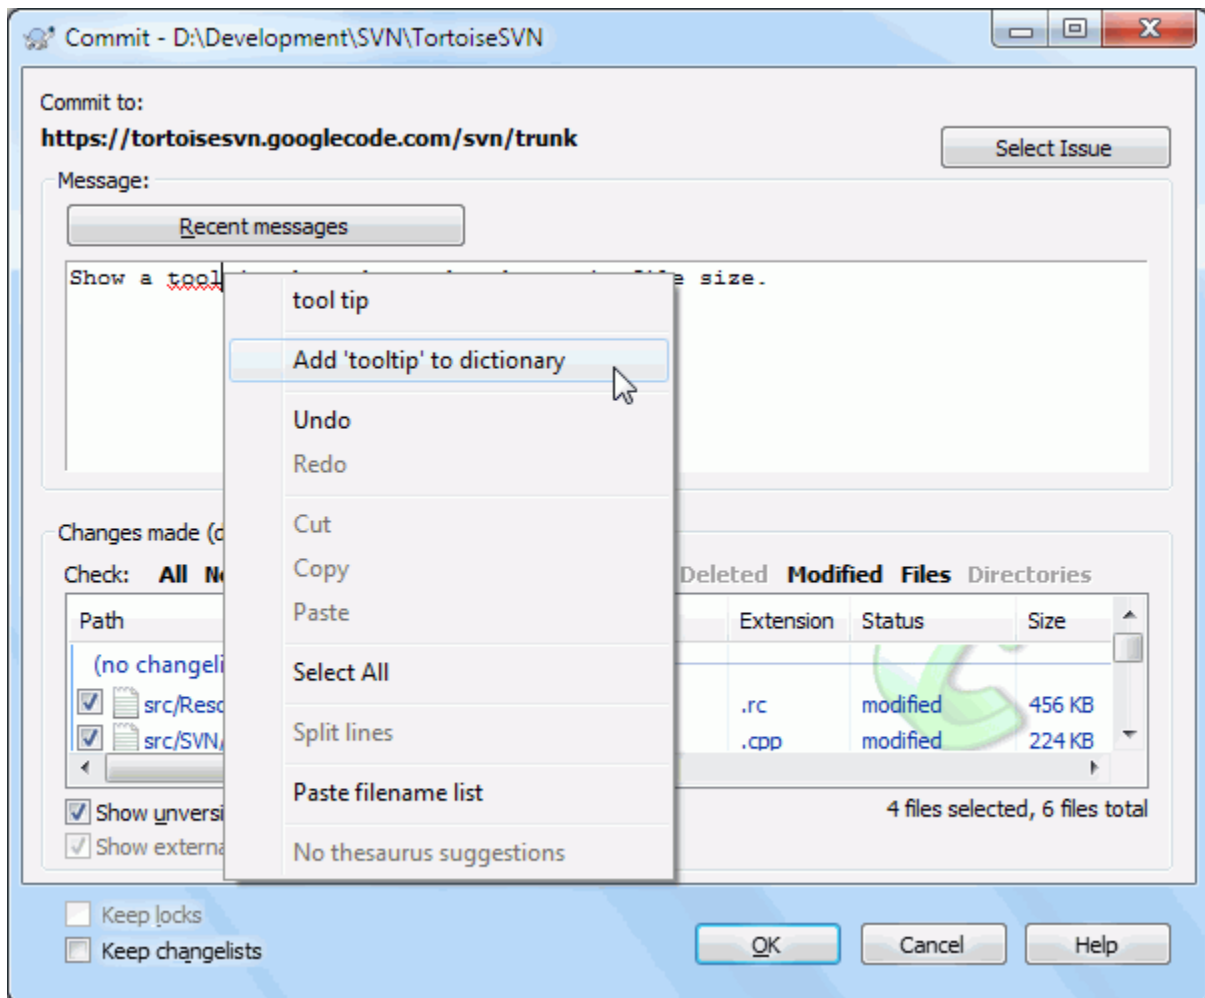 Commit - D:\Development\SVN\TortoiseSVN
Commit to:
https://tortoisesvn.googlecode.com/svn/trunk
Select Issue
Message:
Recent messages
Show a tool size.
tool tip
Add 'tooltip' to dictionary
Undo
Redo
Cut
Copy
Paste
Select All
Split lines
Paste filename list
No thesaurus suggestions
Changes made (d
Check: All Deleted Modified Files Directories
Path Extension Status Size
(no changeli
src/Reso .rc modified 456 KB
src/SVN/ .cpp modified 224 KB
Show unversi 4 files selected, 6 files total
Show externa
Keep locks
Keep changelists
OK Cancel Help